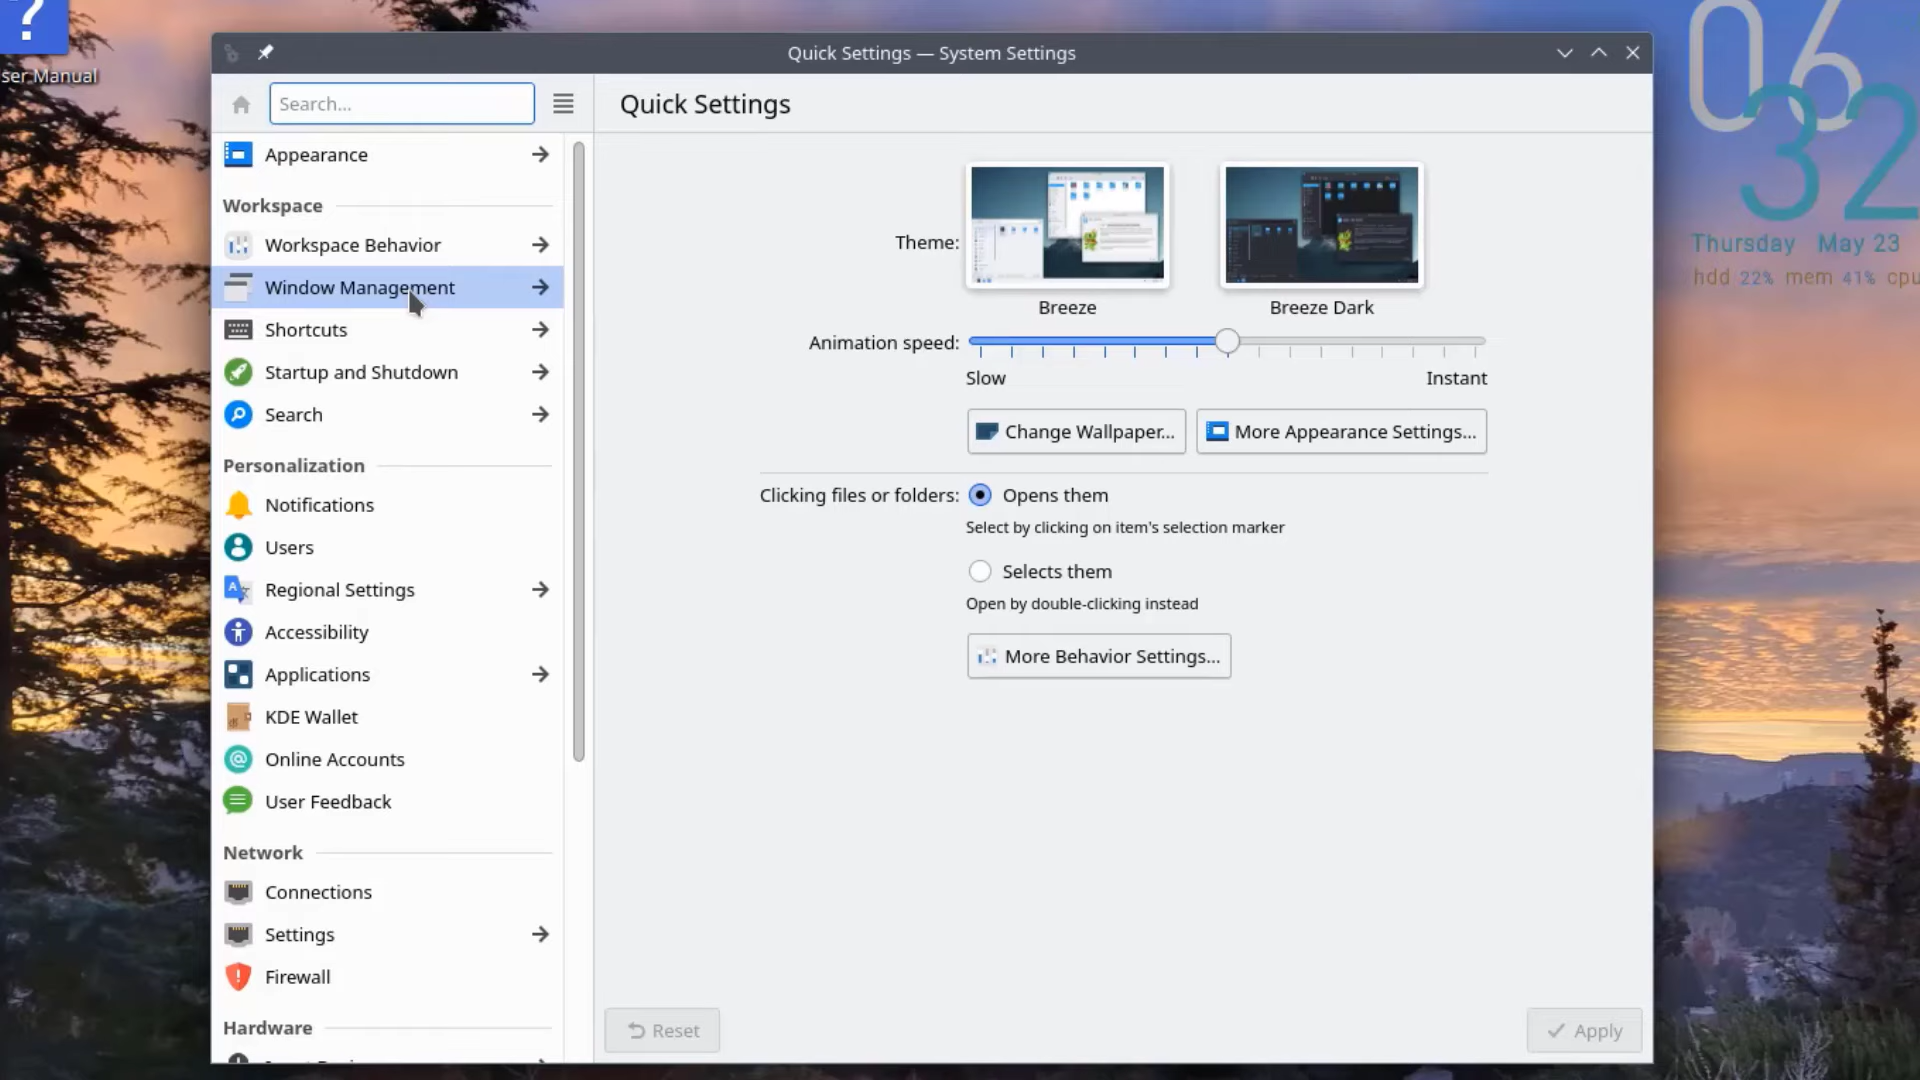 ?
ser Manual
Quick Settings — System Settings
Search...
Quick Settings
Appearance
Workspace
Workspace Behavior
Window Management
Shortcuts
Startup and Shutdown
Search
Personalization
Notifications
Users
Regional Settings
Accessibility
Applications
KDE Wallet
Online Accounts
User Feedback
Network
Connections
Settings
Firewall
Hardware
Theme:
Breeze
Breeze Dark
Animation speed:
Slow
Instant
Change Wallpaper...
More Appearance Settings...
Clicking files or folders:
Opens them
Select by clicking on item's selection marker
Selects them
Open by double-clicking instead
More Behavior Settings...
Reset
Apply
06
32
Thursday May 23
hdd 22% mem 41% cpu